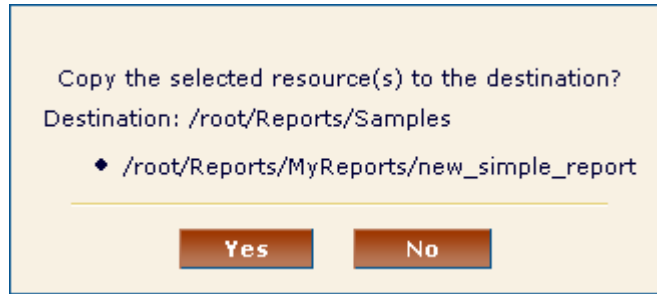 Copy the selected resource(s) to the destination?
Destination: /root/Reports/Samples
• /root/Reports/MyReports/new_simple_report
Yes No